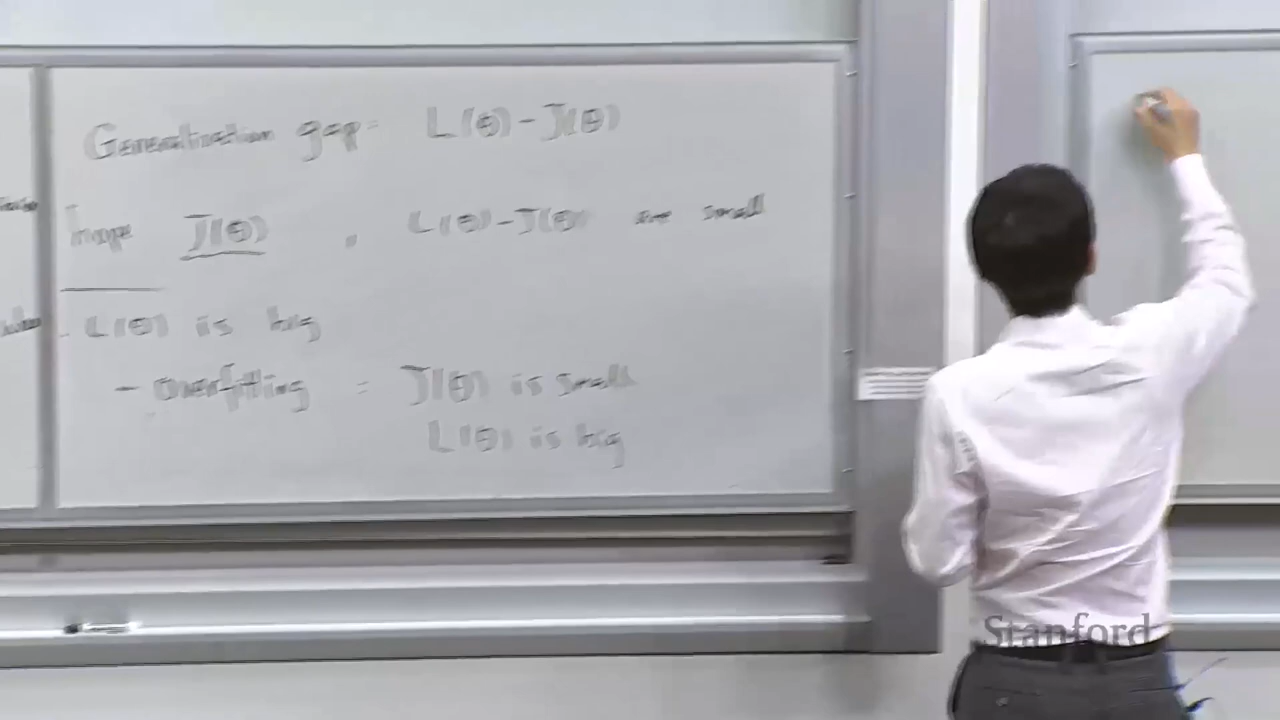 Generalization gap = L(θ) - J(θ)
hope J(θ) , L(θ) - J(θ) are small
- L(θ) is big
- overfitting = J(θ) is small
L(θ) is big
Stanford